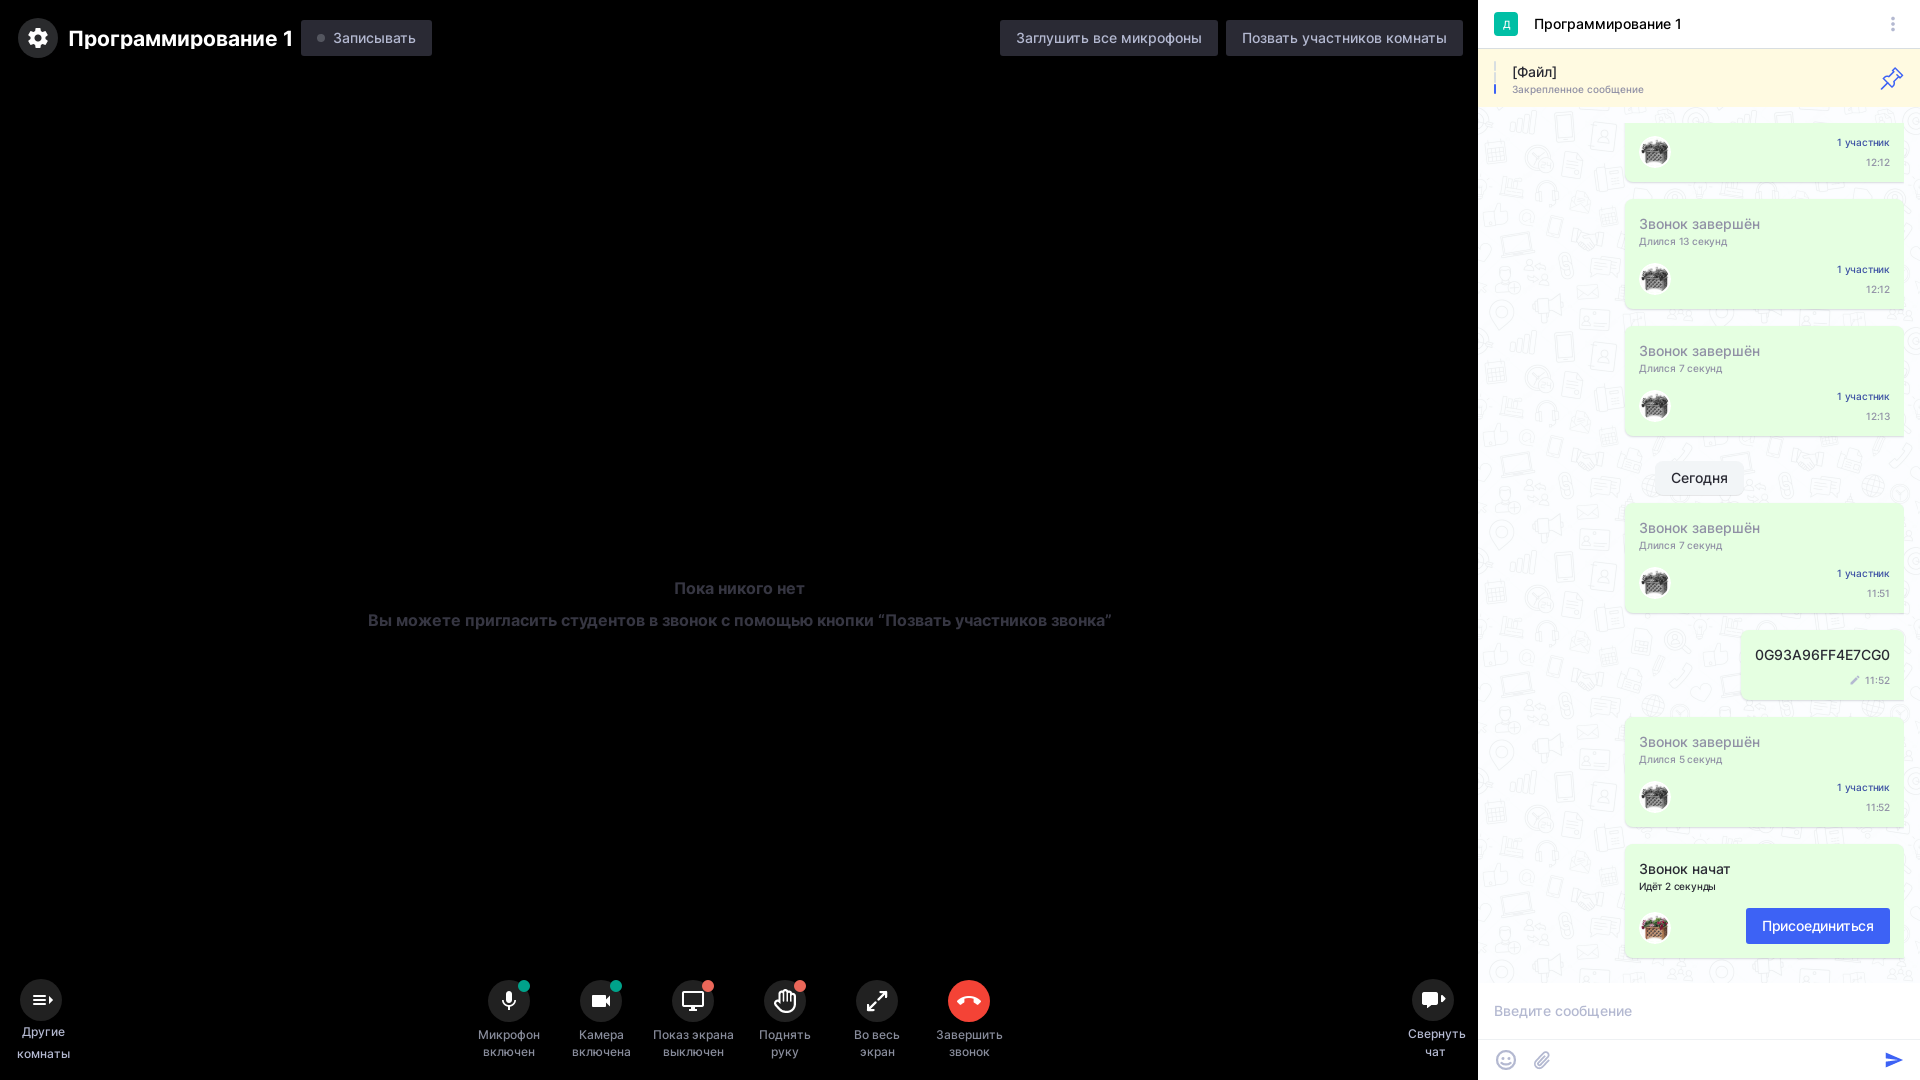 Программирование 1
Записывать
Заглушить все микрофоны
Позвать участников комнаты
Пока никого нет
Вы можете пригласить студентов в звонок с помощью кнопки "Позвать участников звонка"
Другие
комнаты
Микрофон
включен
Камера
включена
Показ экрана
выключен
Поднять
руку
Во весь
экран
Завершить
звонок
Свернуть
чат
Д
Программирование 1
[Файл]
Закрепленное сообщение
1 участник
12:12
Звонок завершён
Длился 13 секунд
1 участник
12:12
Звонок завершён
Длился 7 секунд
1 участник
12:13
Сегодня
Звонок завершён
Длился 7 секунд
1 участник
11:51
0G93A96FF4E7CG0
11:52
Звонок завершён
Длился 5 секунд
1 участник
11:52
Звонок начат
Идёт 2 секунды
Присоединиться
Введите сообщение